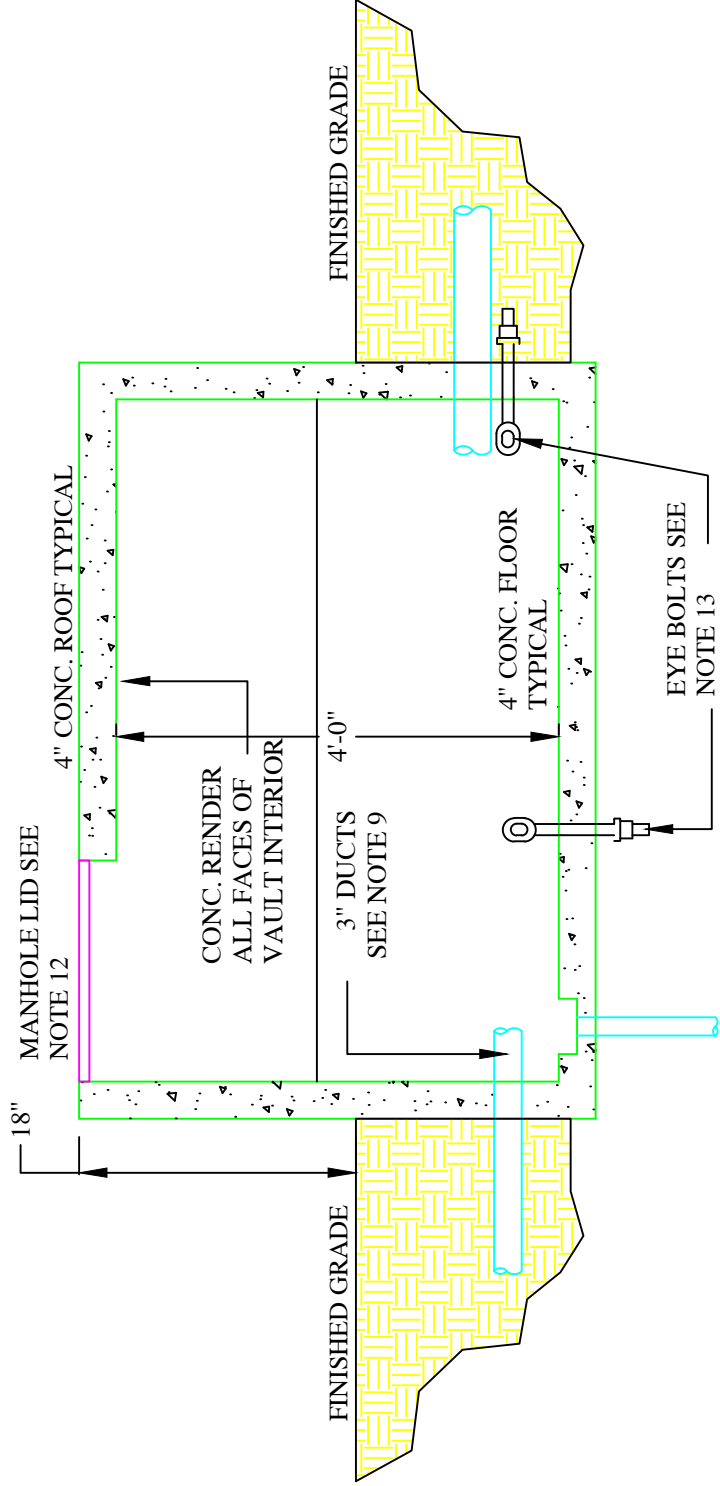 18"
MANHOLE LID SEE
NOTE 12
4" CONC. ROOF TYPICAL
FINISHED GRADE
FINISHED GRADE
CONC. RENDER
ALL FACES OF
VAULT INTERIOR
4'-0"
3" DUCTS
SEE NOTE 9
4" CONC. FLOOR
TYPICAL
EYE BOLTS SEE
NOTE 13